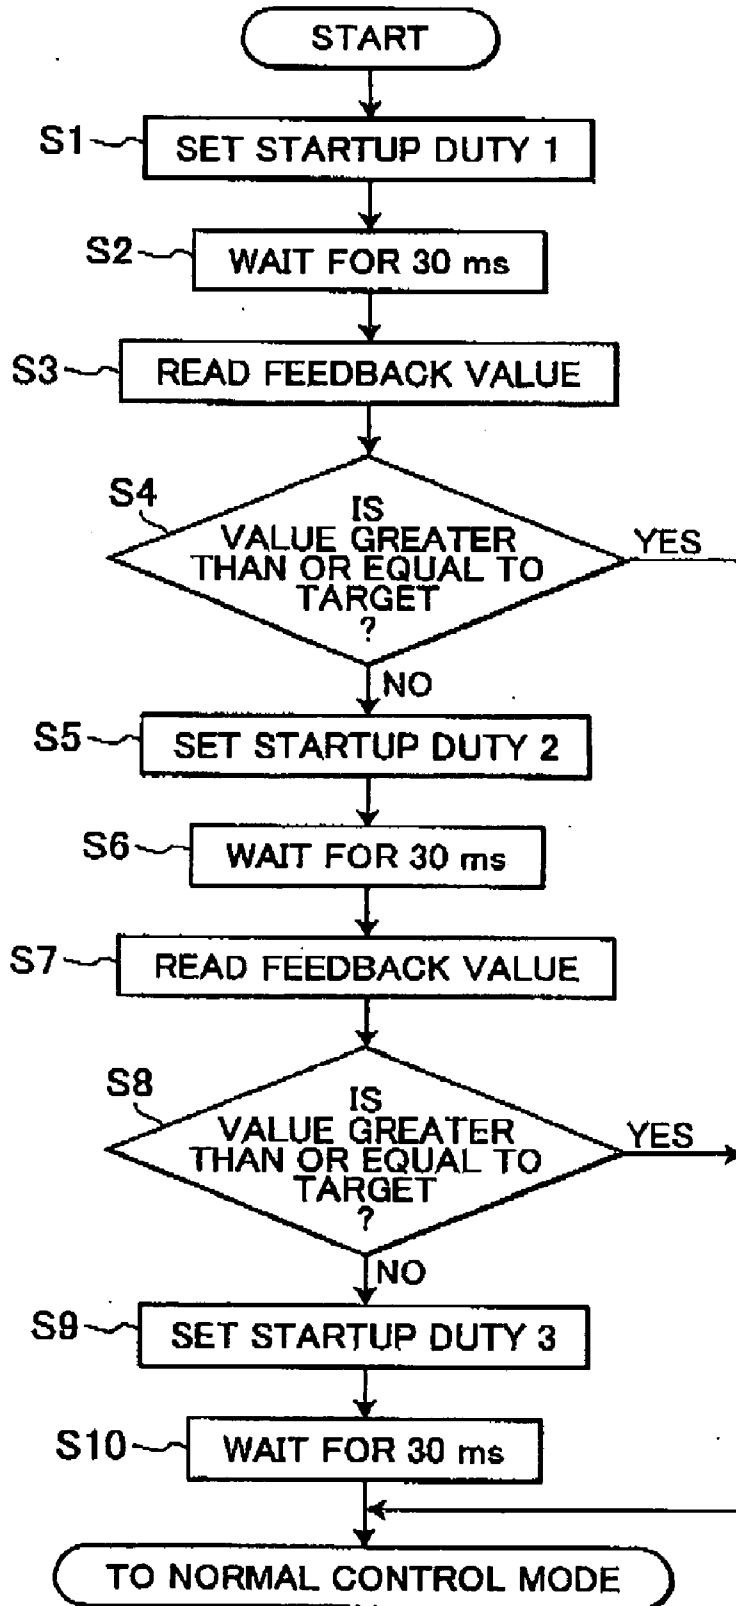 START
S1
SET STARTUP DUTY 1
S2
WAIT FOR 30 ms
S3
READ FEEDBACK VALUE
S4
IS
VALUE GREATER
THAN OR EQUAL TO
TARGET
?
YES
NO
S5
SET STARTUP DUTY 2
S6
WAIT FOR 30 ms
S7
READ FEEDBACK VALUE
S8
IS
VALUE GREATER
THAN OR EQUAL TO
TARGET
?
YES
NO
S9
SET STARTUP DUTY 3
S10
WAIT FOR 30 ms
TO NORMAL CONTROL MODE